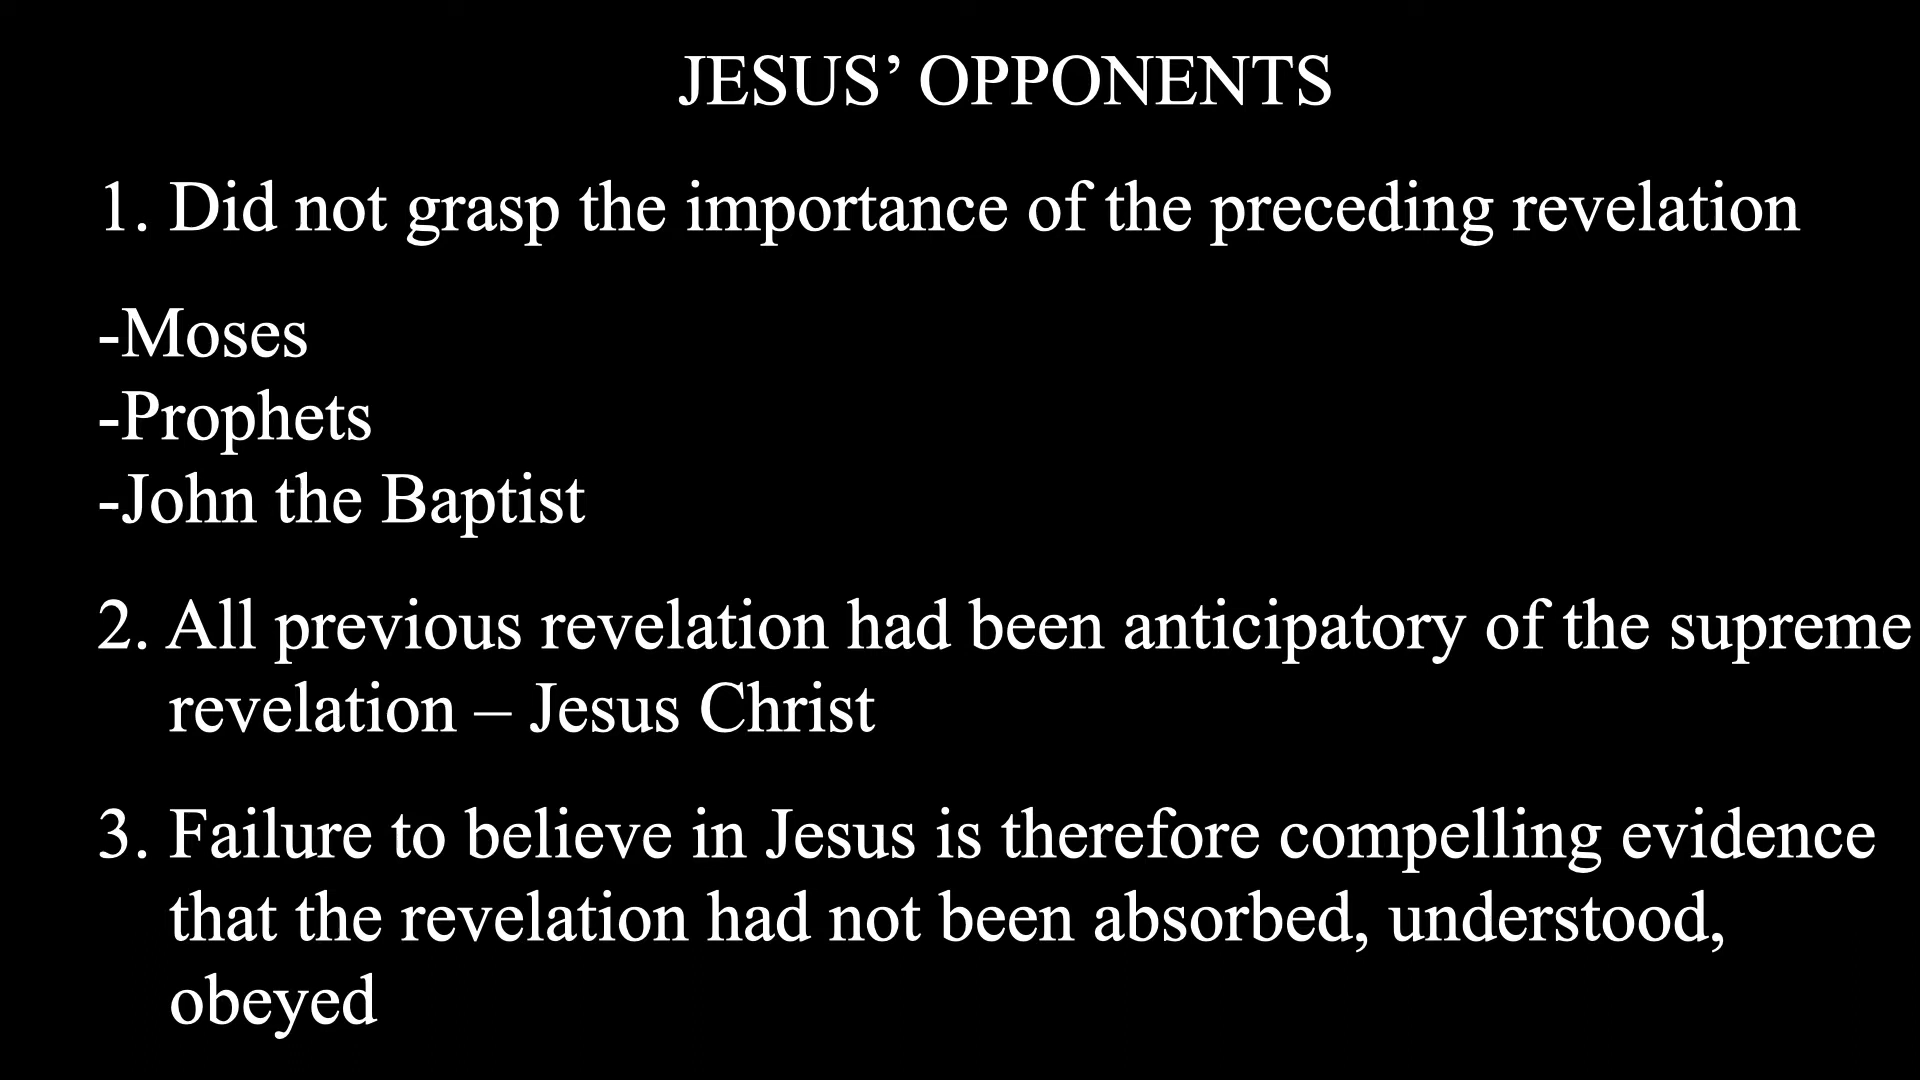 JESUS’ OPPONENTS
1. Did not grasp the importance of the preceding revelation
-Moses
-Prophets
-John the Baptist
2. All previous revelation had been anticipatory of the supreme
revelation – Jesus Christ
3. Failure to believe in Jesus is therefore compelling evidence
that the revelation had not been absorbed, understood,
obeyed